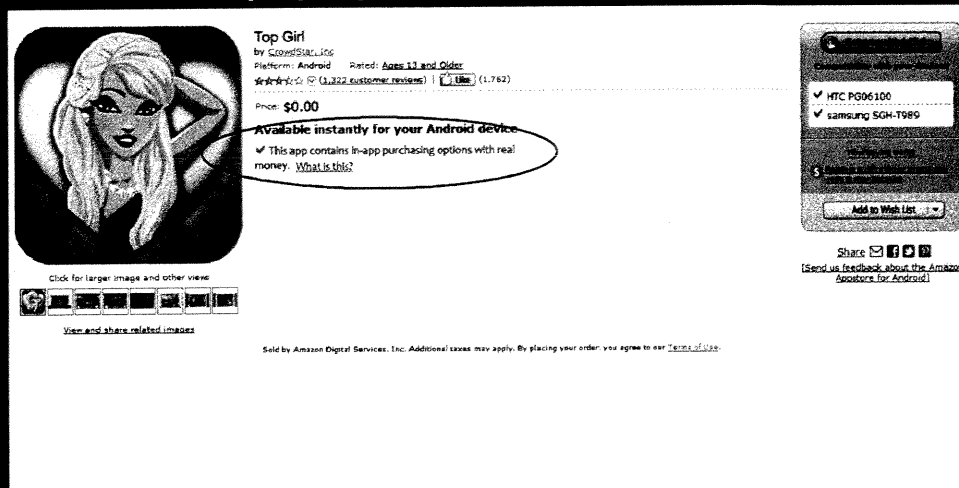 Top Girl
by CrowdStar, Inc
Platform: Android Rated: Ages 13 and Older
(1,322 customer reviews) | Like (1,762)
Price: $0.00
Available instantly for your Android device
✔ This app contains in-app purchasing options with real
money. What is this?
Click for larger image and other views
View and share related images
✔ HTC PG06100
✔ samsung SGH-T989
Add to Wish List
Share
[Send us feedback about the Amazo
Appstore for Android]
Sold by Amazon Digital Services, Inc. Additional taxes may apply. By placing your order, you agree to our Terms of Use.